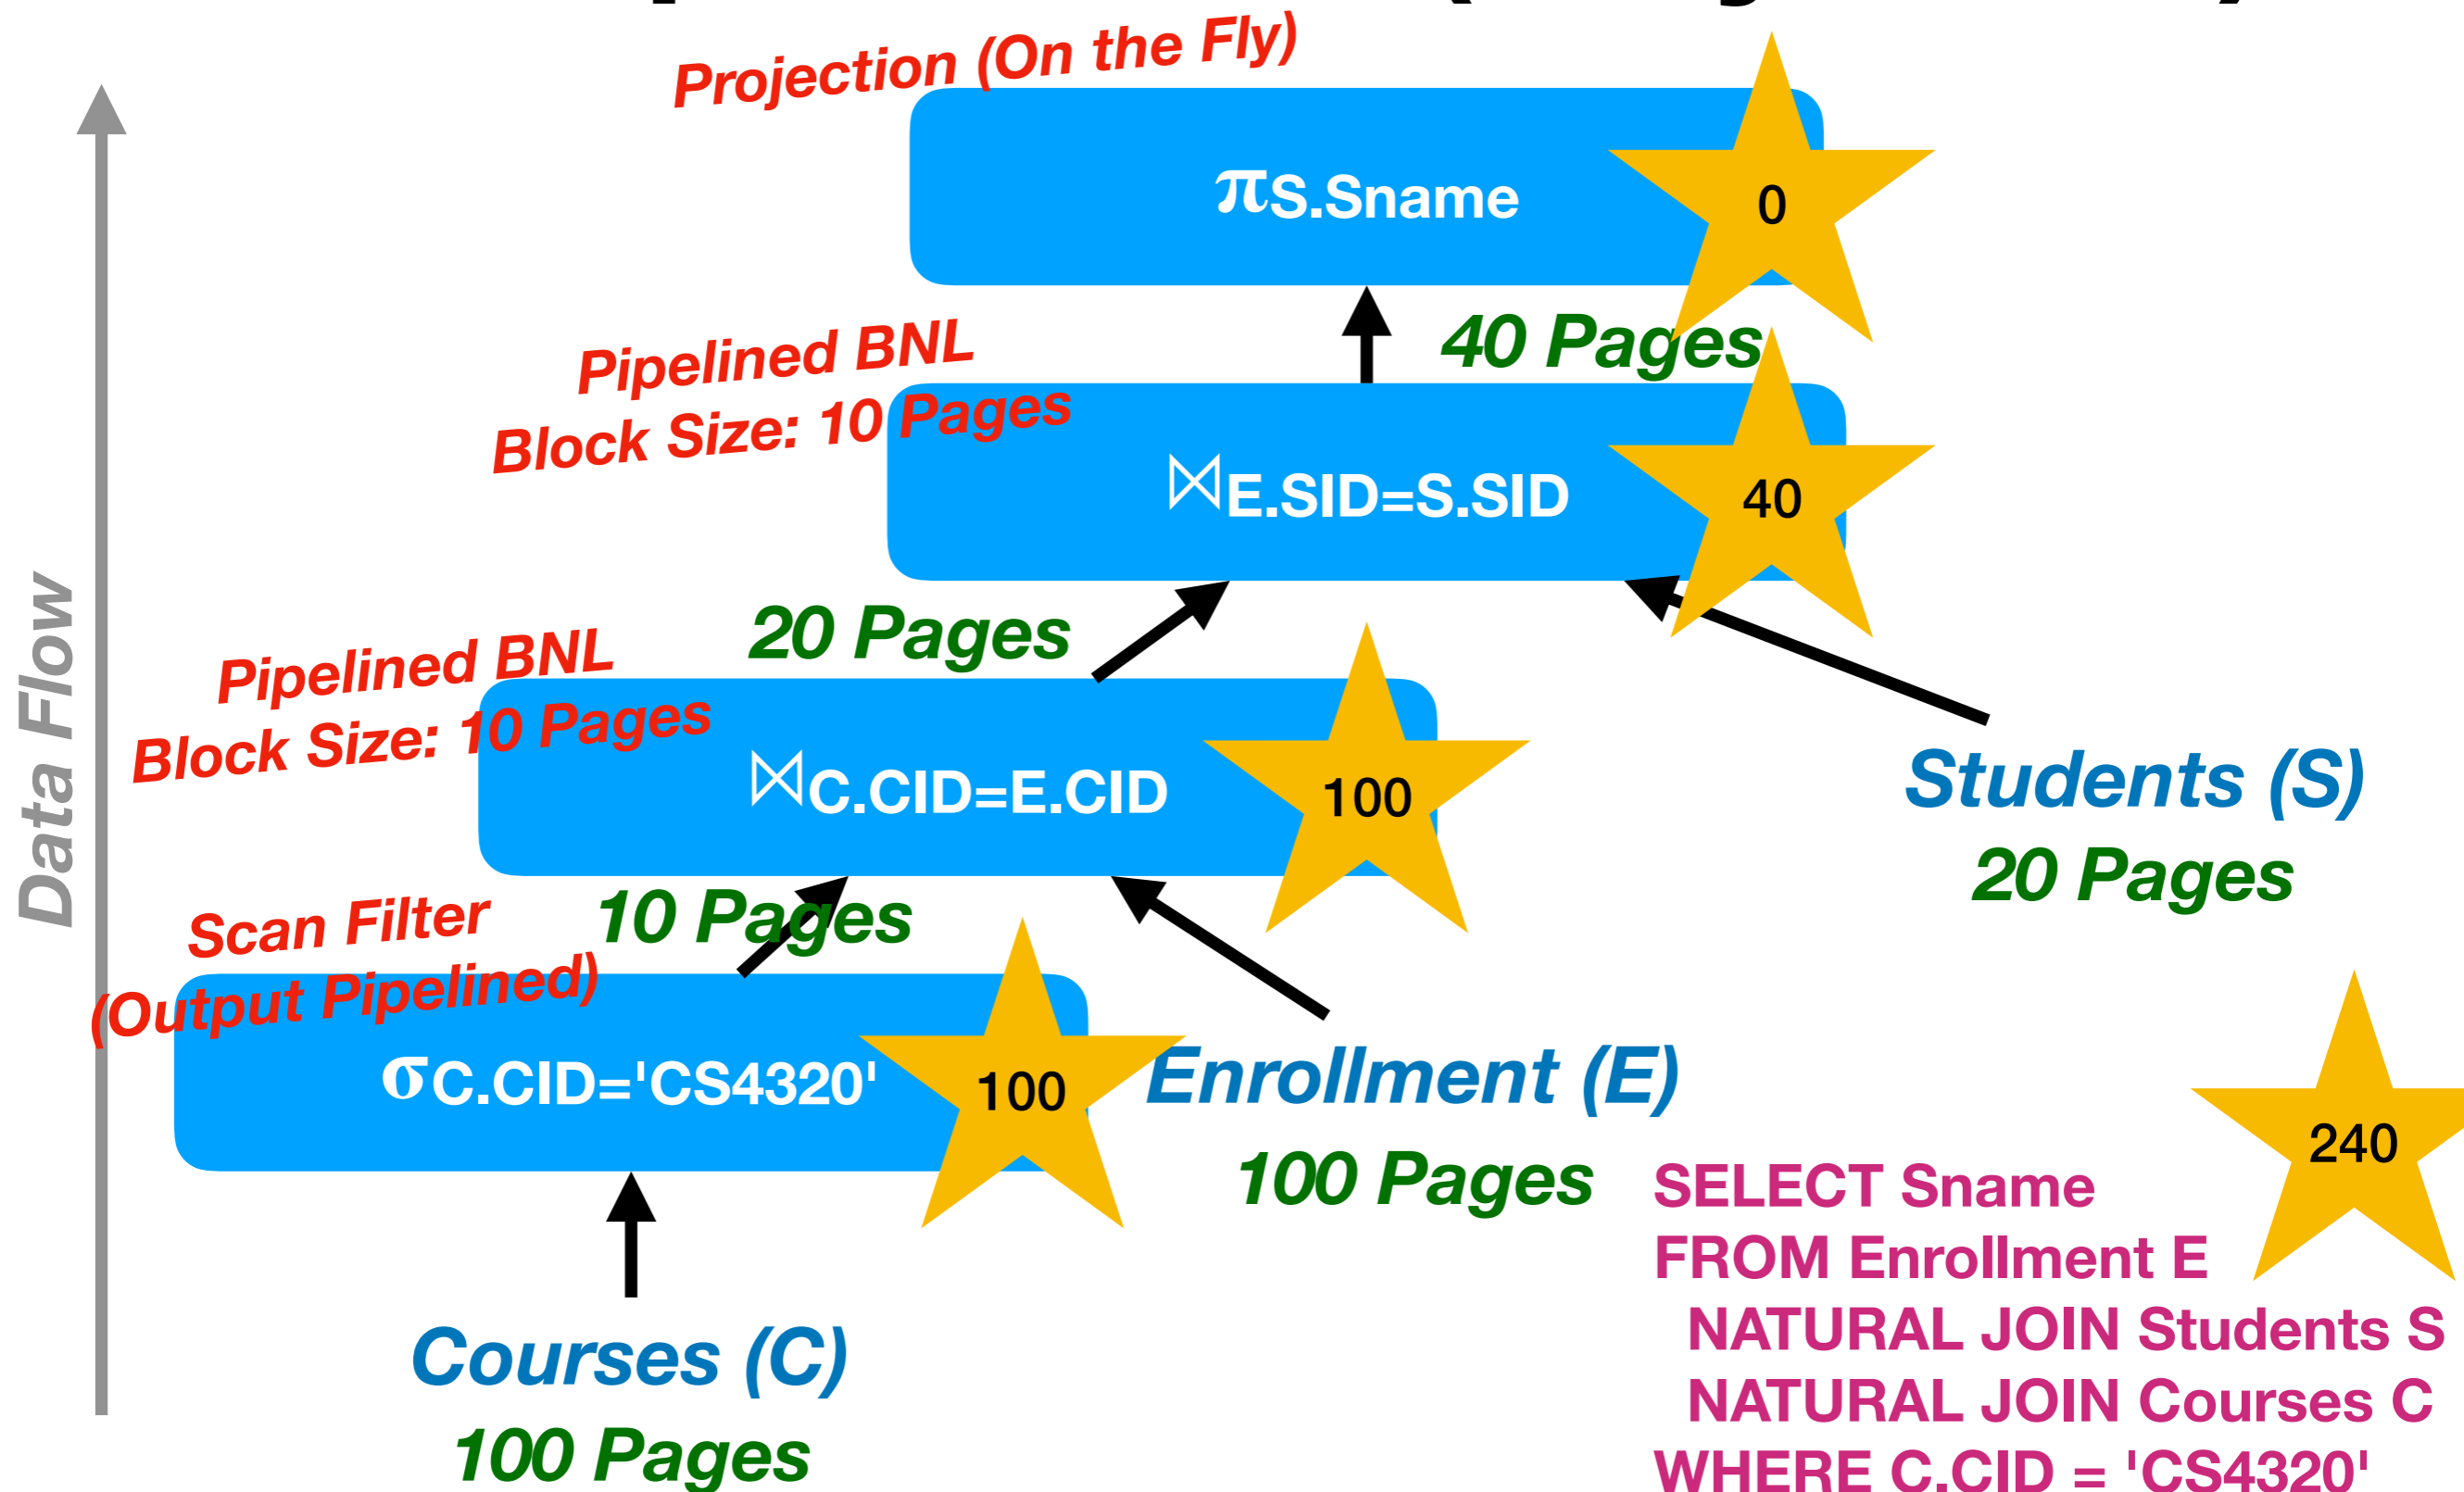 Projection (On the Fly)
πS.Sname
0
Pipelined BNL
Block Size: 10 Pages
40 Pages
⋈E.SID=S.SID
40
Data Flow
Pipelined BNL
Block Size: 10 Pages
20 Pages
⋈C.CID=E.CID
100
Students (S)
20 Pages
Scan Filter
(Output Pipelined)
10 Pages
σC.CID='CS4320'
100
Enrollment (E)
100 Pages
240
Courses (C)
100 Pages
SELECT Sname
FROM Enrollment E
NATURAL JOIN Students S
NATURAL JOIN Courses C
WHERE C.CID = 'CS4320'